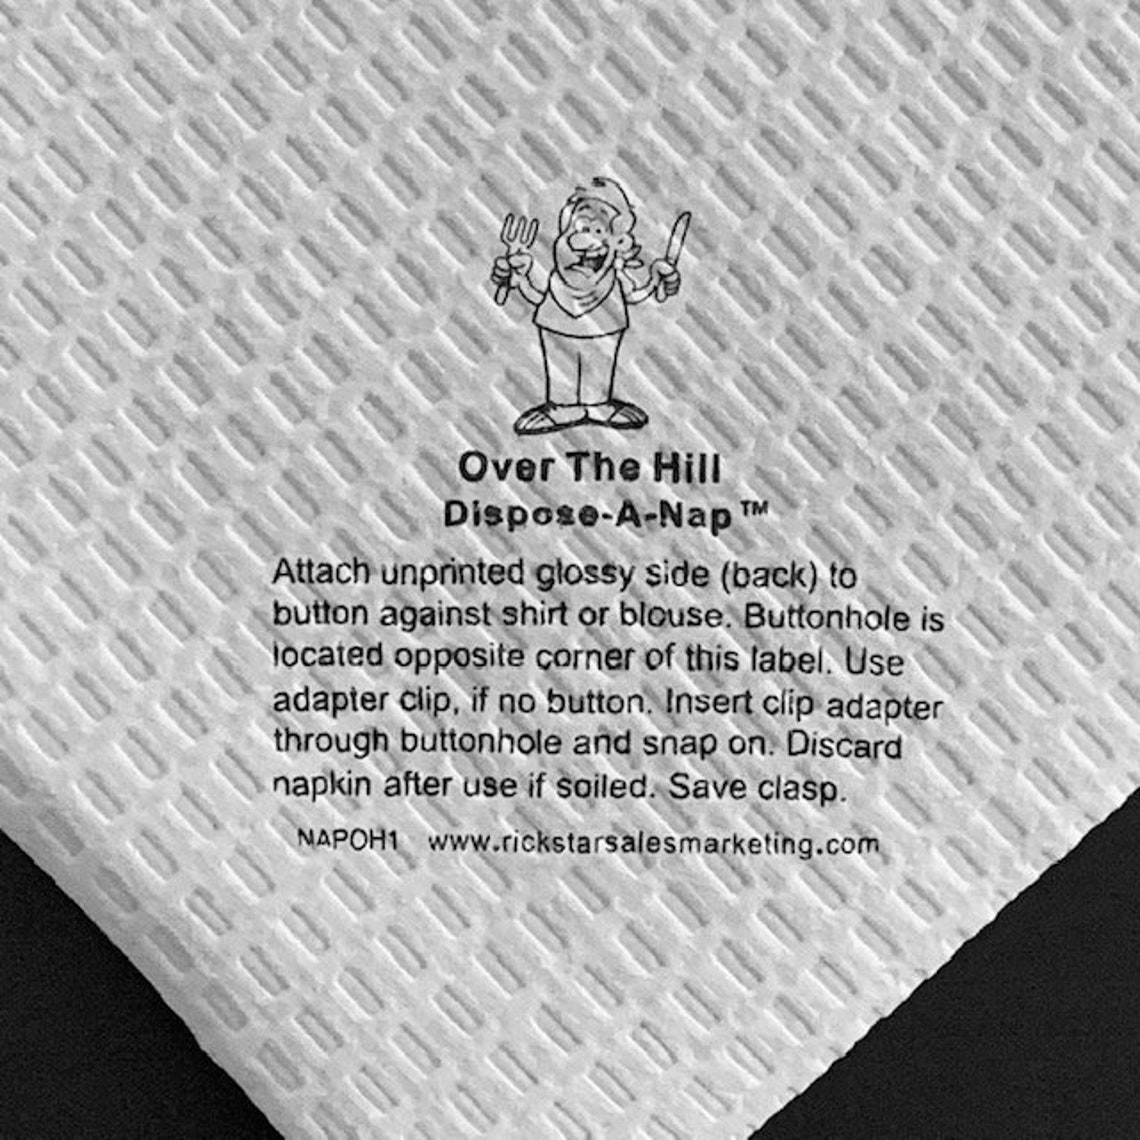 Over The Hill
Dispose-A-Nap™
Attach unprinted glossy side (back) to
button against shirt or blouse. Buttonhole is
located opposite corner of this label. Use
adapter clip, if no button. Insert clip adapter
through buttonhole and snap on. Discard
napkin after use if soiled. Save clasp.
NAPOH1 www.rickstarsalesmarketing.com